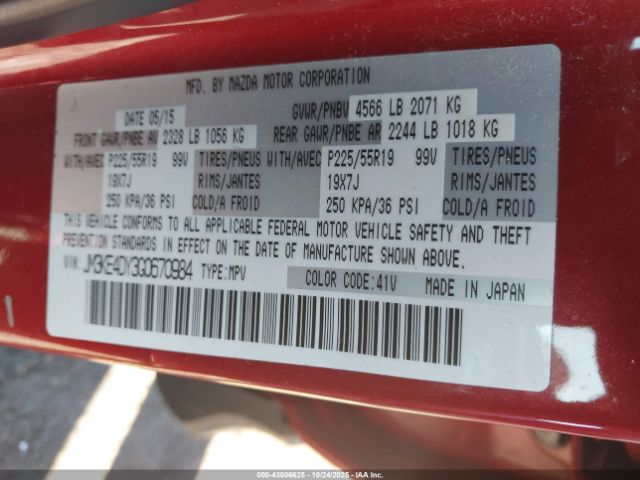 MFD. BY MAZDA MOTOR CORPORATION
DATE 05/15 GVWR/PNBV 4566 LB 2071 KG
FRONT GAWR/PNBE AV 2328 LB 1056 KG REAR GAWR/PNBE AR 2244 LB 1018 KG
WITH/AVEC P225/55R19 99V TIRES/PNEUS WITH/AVEC P225/55R19 99V TIRES/PNEUS
19X7J RIMS/JANTES 19X7J RIMS/JANTES
250 KPA/36 PSI COLD/A FROID 250 KPA/36 PSI COLD/A FROID
THIS VEHICLE CONFORMS TO ALL APPLICABLE FEDERAL MOTOR VEHICLE SAFETY AND THEFT
PREVENTION STANDARDS IN EFFECT ON THE DATE OF MANUFACTURE SHOWN ABOVE.
VIN: JM3KE4DY3G0670984 TYPE: MPV COLOR CODE:41V MADE IN JAPAN
000-43506625 - 10/24/2025 - IAAI, Inc.